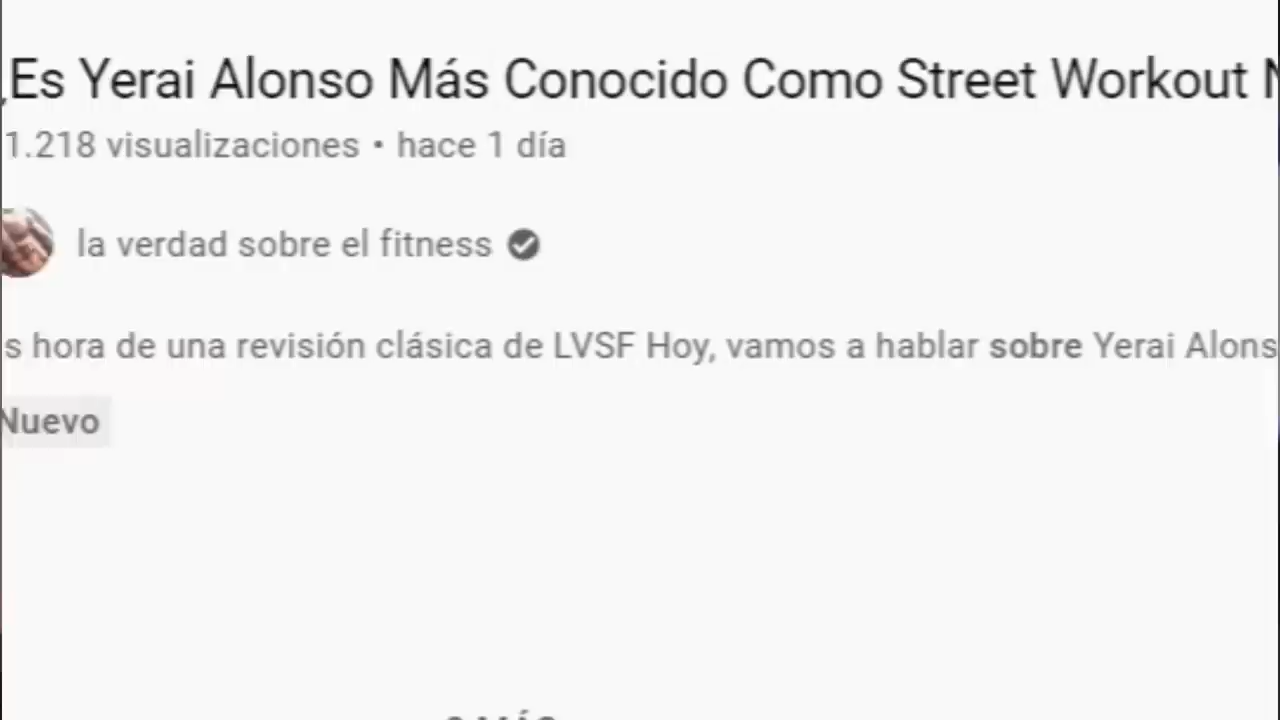 ¿Es Yerai Alonso Más Conocido Como Street Workout
1.218 visualizaciones • hace 1 día
la verdad sobre el fitness
s hora de una revisión clásica de LVSF Hoy, vamos a hablar sobre Yerai Alons
Nuevo